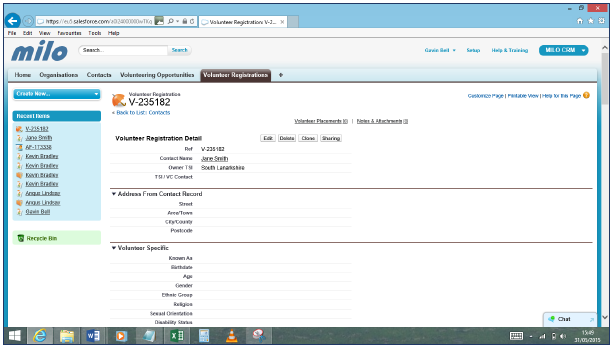 https://eu5.salesforce.com/
Volunteer Registration: V-2...
File Edit View Favourites Tools Help
milo
Search...
Search
Gavin Bell
Setup
Help & Training
MILO CRM
Home Organisations Contacts Volunteering Opportunities Volunteer Registrations +
Create New...
Recent Items
V-235182
Jane Smith
AP-173338
Kevin Bradley
Kevin Bradley
Kevin Bradley
Kevin Bradley
Angus Lindsay
Angus Lindsay
Gavin Bell
Recycle Bin
Volunteer Registration
V-235182
Customize Page | Printable View | Help for this Page
« Back to List: Contacts
Volunteer Placements [0] | Notes & Attachments [0]
Volunteer Registration Detail
Edit Delete Clone Sharing
Ref V-235182
Contact Name Jane Smith
Owner TSI South Lanarkshire
TSI / VC Contact
Address From Contact Record
Street
Area/Town
City/County
Postcode
Volunteer Specific
Known As
Birthdate
Age
Gender
Ethnic Group
Religion
Sexual Orientation
Disability Status
Chat
15:49
31/05/2015